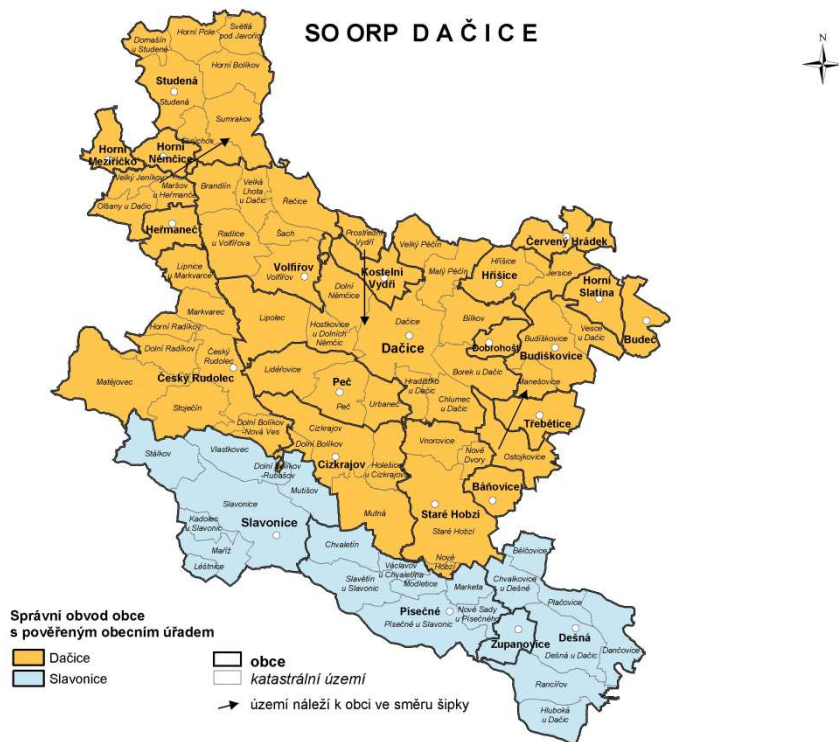 SO ORP DAČICE
N
Světlá
pod Javořicí
Horní Pole
Domašín
u Studené
Horní Bolíkov
Studená
Studená
Sumrakov
Skrýchov
Horní
Meziříčko
Horní
Němčice
Velký Jeníkov
Maršov
u Heřmanče
Olšany u Dačic
Brandlín
Velká
Lhota
u Dačic
Řečice
Heřmaneč
Radlice
u Volfířova
Šach
Prostřední
Vydří
Velký Pěčín
Červený Hrádek
Lipnice
u Markvarce
Volfířov
Volfířov
Kostelní
Vydří
Malý Pěčín
Hříšice
Hříšice
Jersice
Horní
Slatina
Dolní
Němčice
Markvarec
Lipolec
Hostkovice
u Dolních
Němčic
Dačice
Dačice
Bílkov
Dobrohošť
Budíškovice
Budiškovice
Vesce
u Dačic
Budeč
Horní Radíkov
Dolní Radíkov
Český
Rudolec
Český Rudolec
Lidéřovice
Peč
Peč
Urbaneč
Hradišťko
u Dačic
Borek u Dačic
Chlumec
u Dačic
Manešovice
Matějovec
Stoječín
Třebětice
Dolní Bolíkov
-Nová Ves
Cizkrajov
Dolní Bolíkov
Cizkrajov
Holešice
u Cizkrajova
Vnorovice
Nové
Dvory
Ostojkovice
Stálkov
Vlastkovec
Dolní Bolíkov
-Rubašov
Mutišov
Báňovice
Mutná
Staré Hobzí
Staré Hobzí
Slavonice
Slavonice
Kadolec
u Slavonic
Maříž
Léštnice
Chvaletín
Nové
Hobzí
Bělčovice
Václavov
u Chvaletína
Slavětín
u Slavonic
Modletice
Marketa
Chvalkovice
u Dešné
Plačovice
Písečné
Písečné u Slavonic
Nové Sady
u Písečného
Županovice
Dešná
Dešná u Dačic
Dančovice
Rancířov
Hluboká
u Dačic
Správní obvod obce
s pověřeným obecním úřadem
Dačice
Slavonice
obce
katastrální území
území náleží k obci ve směru šipky